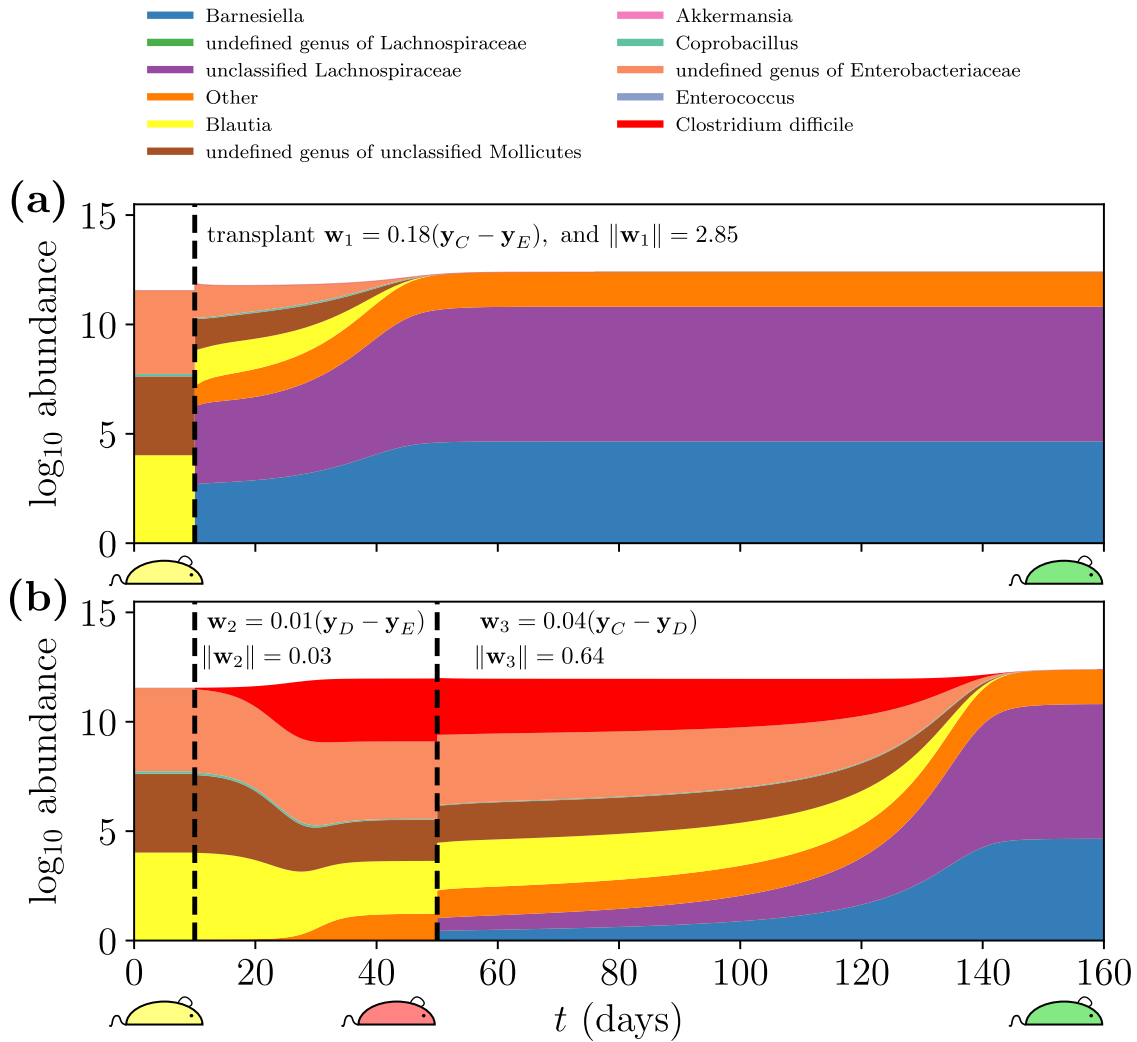 Barnesiella
undefined genus of Lachnospiraceae
unclassified Lachnospiraceae
Other
Blautia
undefined genus of unclassified Mollicutes
Akkermansia
Coprobacillus
undefined genus of Enterobacteriaceae
Enterococcus
Clostridium difficile
(a)
transplant w₁ = 0.18(y_C − y_E), and ‖w₁‖ = 2.85
log₁₀ abundance
15
10
5
0
(b)
w₂ = 0.01(y_D − y_E)
‖w₂‖ = 0.03
w₃ = 0.04(y_C − y_D)
‖w₃‖ = 0.64
log₁₀ abundance
15
10
5
0
0 20 40 60 80 100 120 140 160
t (days)